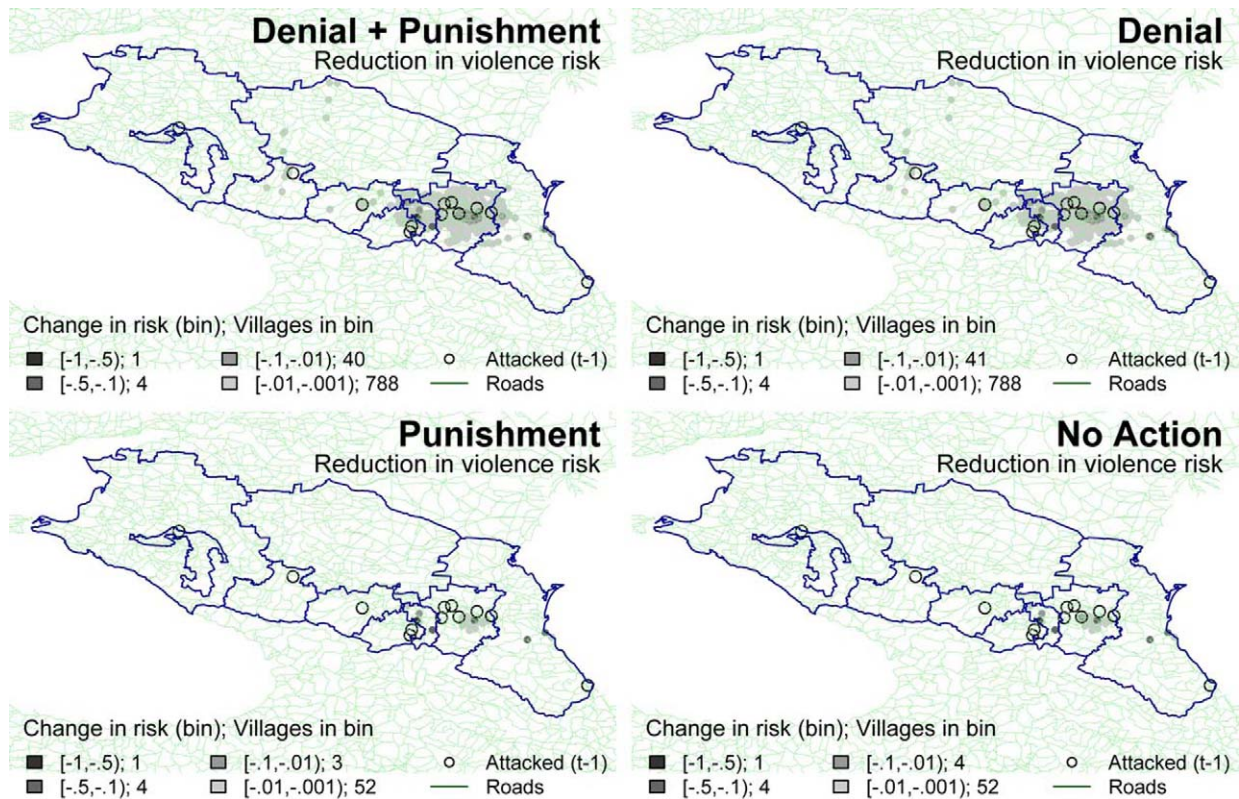 Denial + Punishment
Reduction in violence risk
Change in risk (bin); Villages in bin
[-1,-.5); 1 [-.1,-.01); 40 Attacked (t-1)
[-.5,-.1); 4 [-.01,-.001); 788 Roads
Denial
Reduction in violence risk
Change in risk (bin); Villages in bin
[-1,-.5); 1 [-.1,-.01); 41 Attacked (t-1)
[-.5,-.1); 4 [-.01,-.001); 788 Roads
Punishment
Reduction in violence risk
Change in risk (bin); Villages in bin
[-1,-.5); 1 [-.1,-.01); 3 Attacked (t-1)
[-.5,-.1); 4 [-.01,-.001); 52 Roads
No Action
Reduction in violence risk
Change in risk (bin); Villages in bin
[-1,-.5); 1 [-.1,-.01); 4 Attacked (t-1)
[-.5,-.1); 4 [-.01,-.001); 52 Roads